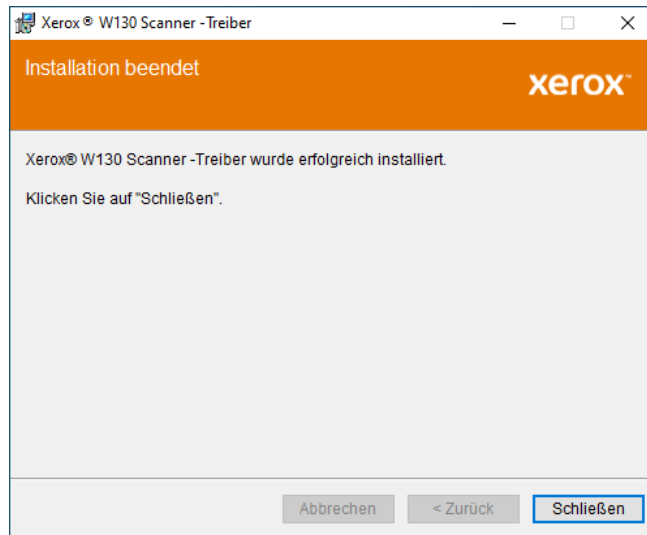 Xerox ® W130 Scanner -Treiber
Installation beendet
xerox™
Xerox® W130 Scanner -Treiber wurde erfolgreich installiert.
Klicken Sie auf "Schließen".
Abbrechen
< Zurück
Schließen